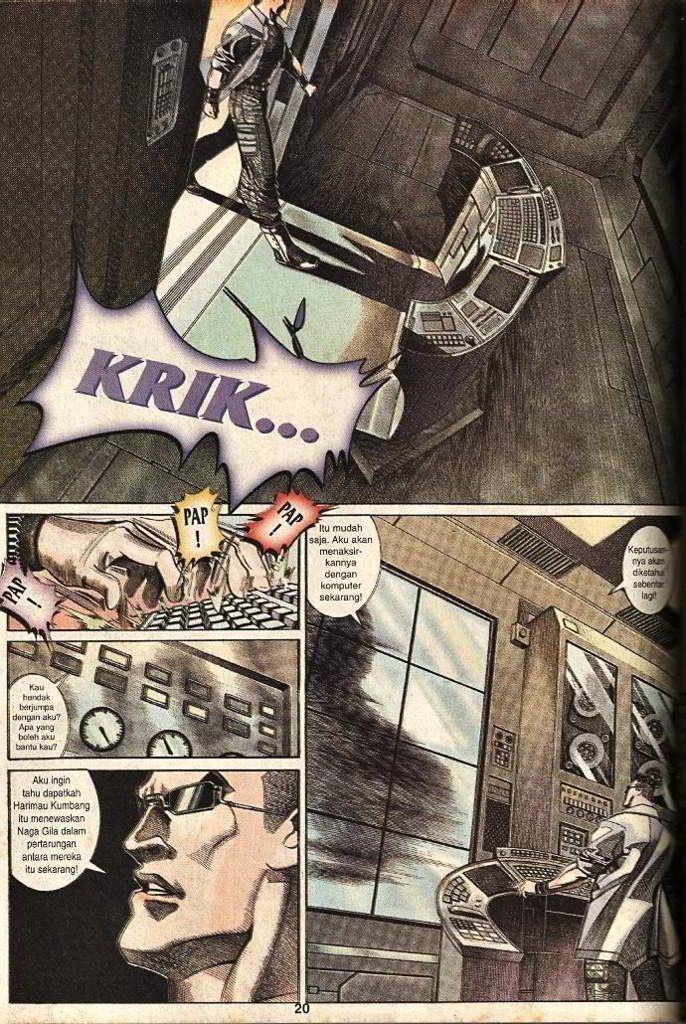 KRIK...
PAP
!
PAP
!
PAP
!
Kau
hendak
berjumpa
dengan aku?
Apa yang
boleh aku
bantu kau?
Aku ingin
tahu dapatkah
Harimau Kumbang
itu menewaskan
Naga Gila dalam
pertarungan
antara mereka
itu sekarang!
Itu mudah
saja. Aku akan
menaksir-
kannya
dengan
komputer
sekarang!
Keputusan-
nya akan
diketahui
sebentar
lagi!
20